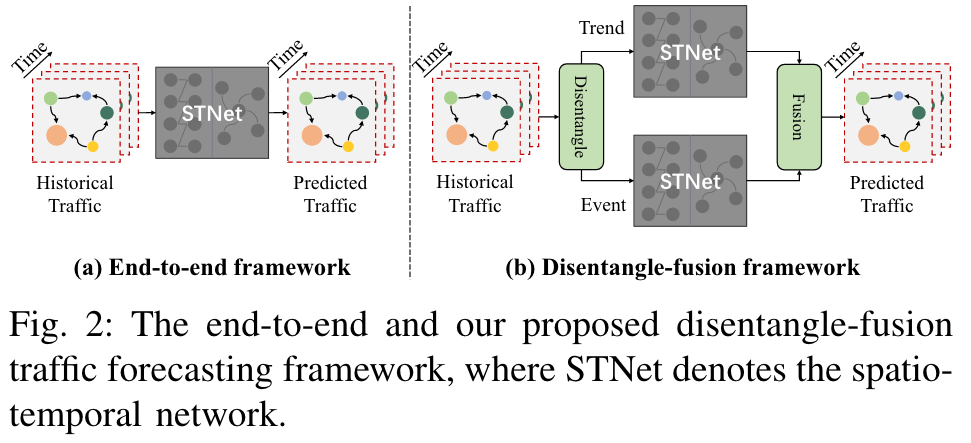 Time
STNet
Time
Historical
Traffic
Predicted
Traffic
(a) End-to-end framework
Time
Historical
Traffic
Disentangle
Trend
STNet
Event
STNet
Fusion
Time
Predicted
Traffic
(b) Disentangle-fusion framework
Fig. 2: The end-to-end and our proposed disentangle-fusion
traffic forecasting framework, where STNet denotes the spatio-
temporal network.